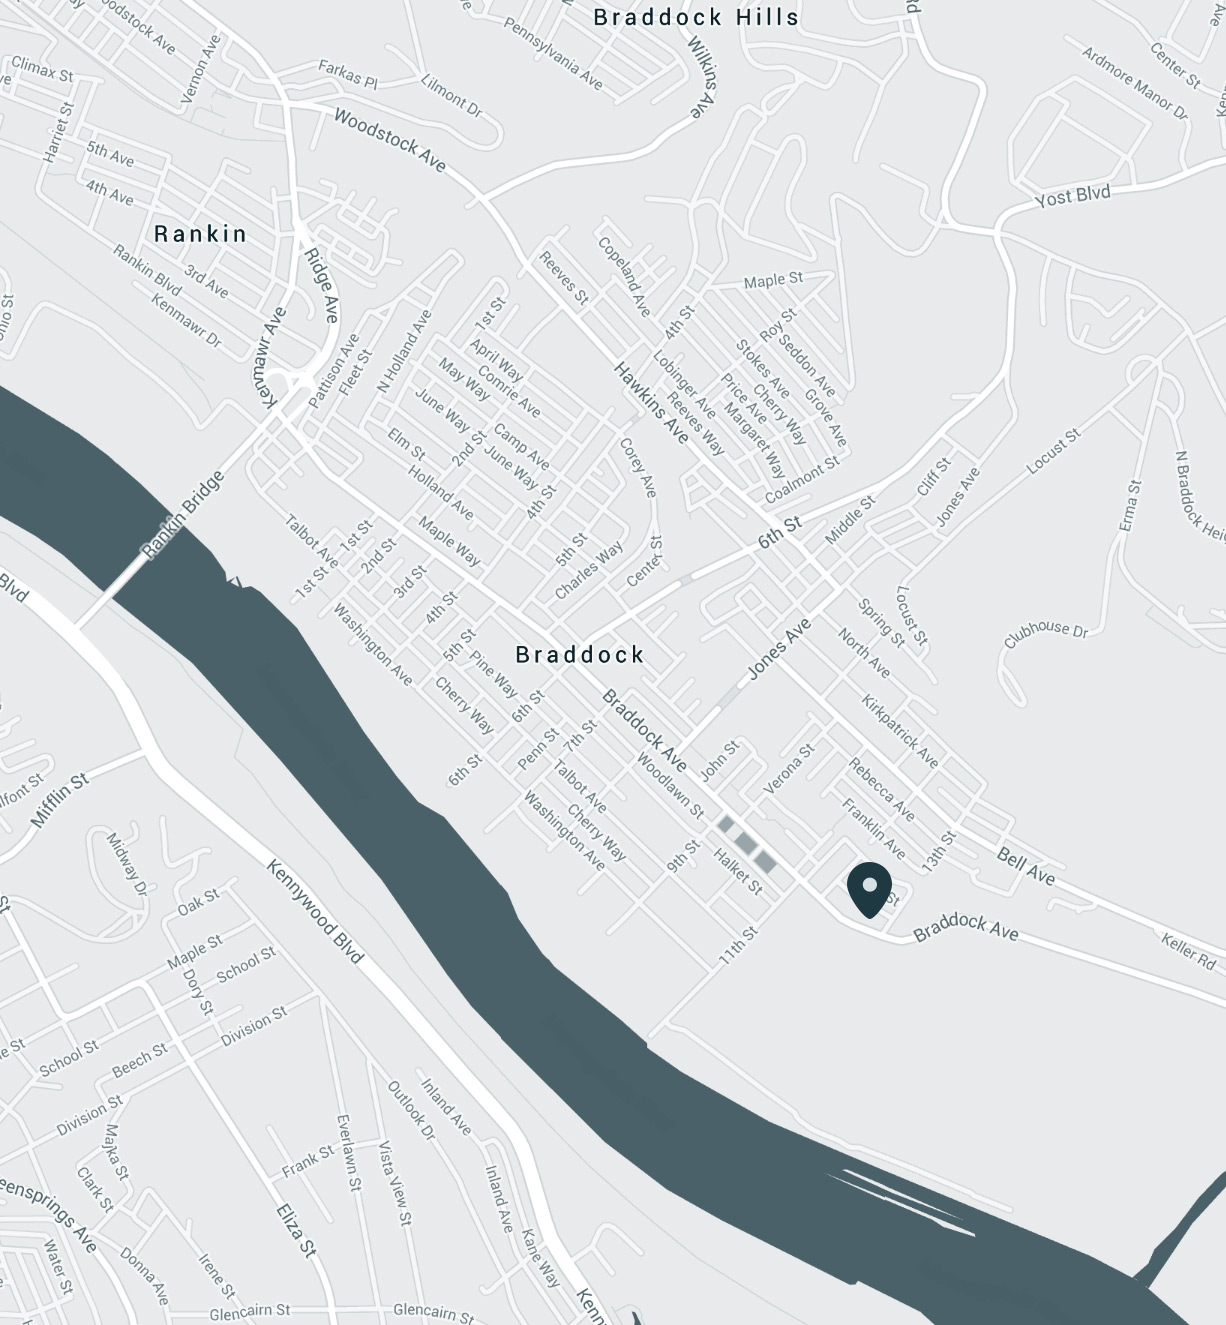 Braddock Hills
Rd
Ave
Woodstock Ave
Pennsylvania Ave
Wilkins Ave
Center St
Ardmore Manor Dr
Vernon Ave
Climax St
Farkas Pl
Lilmont Dr
Woodstock Ave
Harriet St
5th Ave
4th Ave
Yost Blvd
Rankin
Rankin Blvd
3rd Ave
Kenmawr Dr
Ridge Ave
Kenmawr Ave
Reeves St
Copeland Ave
Maple St
1st St
4th St
Roy St
Stokes Ave
Seddon Ave
Pattison Ave
Fleet St
N Holland Ave
April Way
May Way
Comrie Ave
Hawkins Ave
Lobinger Ave
Reeves Way
Price Ave
Cherry Way
Margaret Way
Grove Ave
June Way
Camp Ave
Elm St
2nd St
June Way
Holland Ave
4th St
Corey Ave
Coalmont St
Cliff St
Jones Ave
Locust St
N Braddock Hei
Erma St
Rankin Bridge
Talbot Ave
1st St
1st St
2nd St
3rd St
4th St
Maple Way
5th St
Charles Way
Center St
6th St
Middle St
Blvd
Washington Ave
5th St
Pine Way
Braddock
Jones Ave
Spring St
Locust St
North Ave
Clubhouse Dr
Cherry Way
6th St
6th St
Penn St
7th St
Braddock Ave
Woodlawn St
John St
Verona St
Kirkpatrick Ave
Rebecca Ave
Franklin Ave
13th St
Bell Ave
Mifflin St
Talbot Ave
Washington Ave
Cherry Way
9th St
Halket St
St
Braddock Ave
Keller Rd
11th St
Midway Dr
Kennywood Blvd
Oak St
Maple St
School St
Dory St
Division St
School St
Beech St
Division St
Majka St
Clark St
Outlook Dr
Inland Ave
Everlawn St
Vista View St
Frank St
Inland Ave
Kane Way
Eliza St
eensprings Ave
Water St
Donna Ave
Irene St
Glencairn St
Glencairn St
Kenn